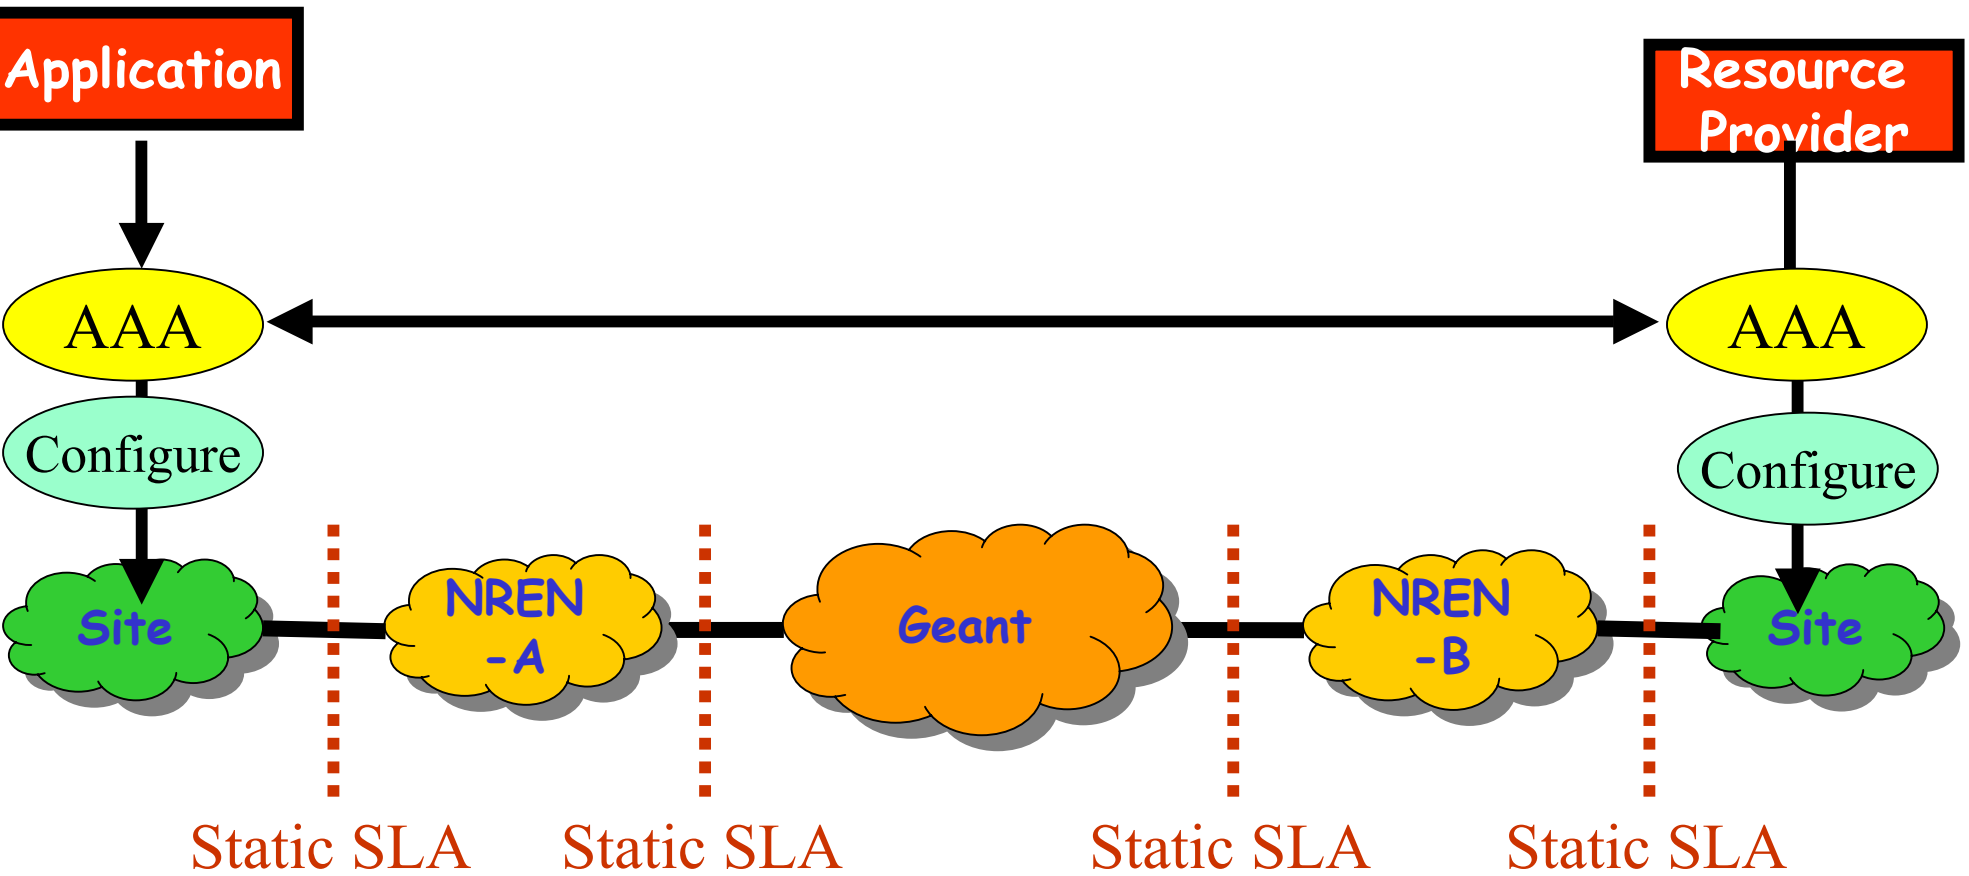 Application
Resource
Provider
AAA
AAA
Configure
Configure
Site
NREN
-A
Geant
NREN
-B
Site
Static SLA
Static SLA
Static SLA
Static SLA